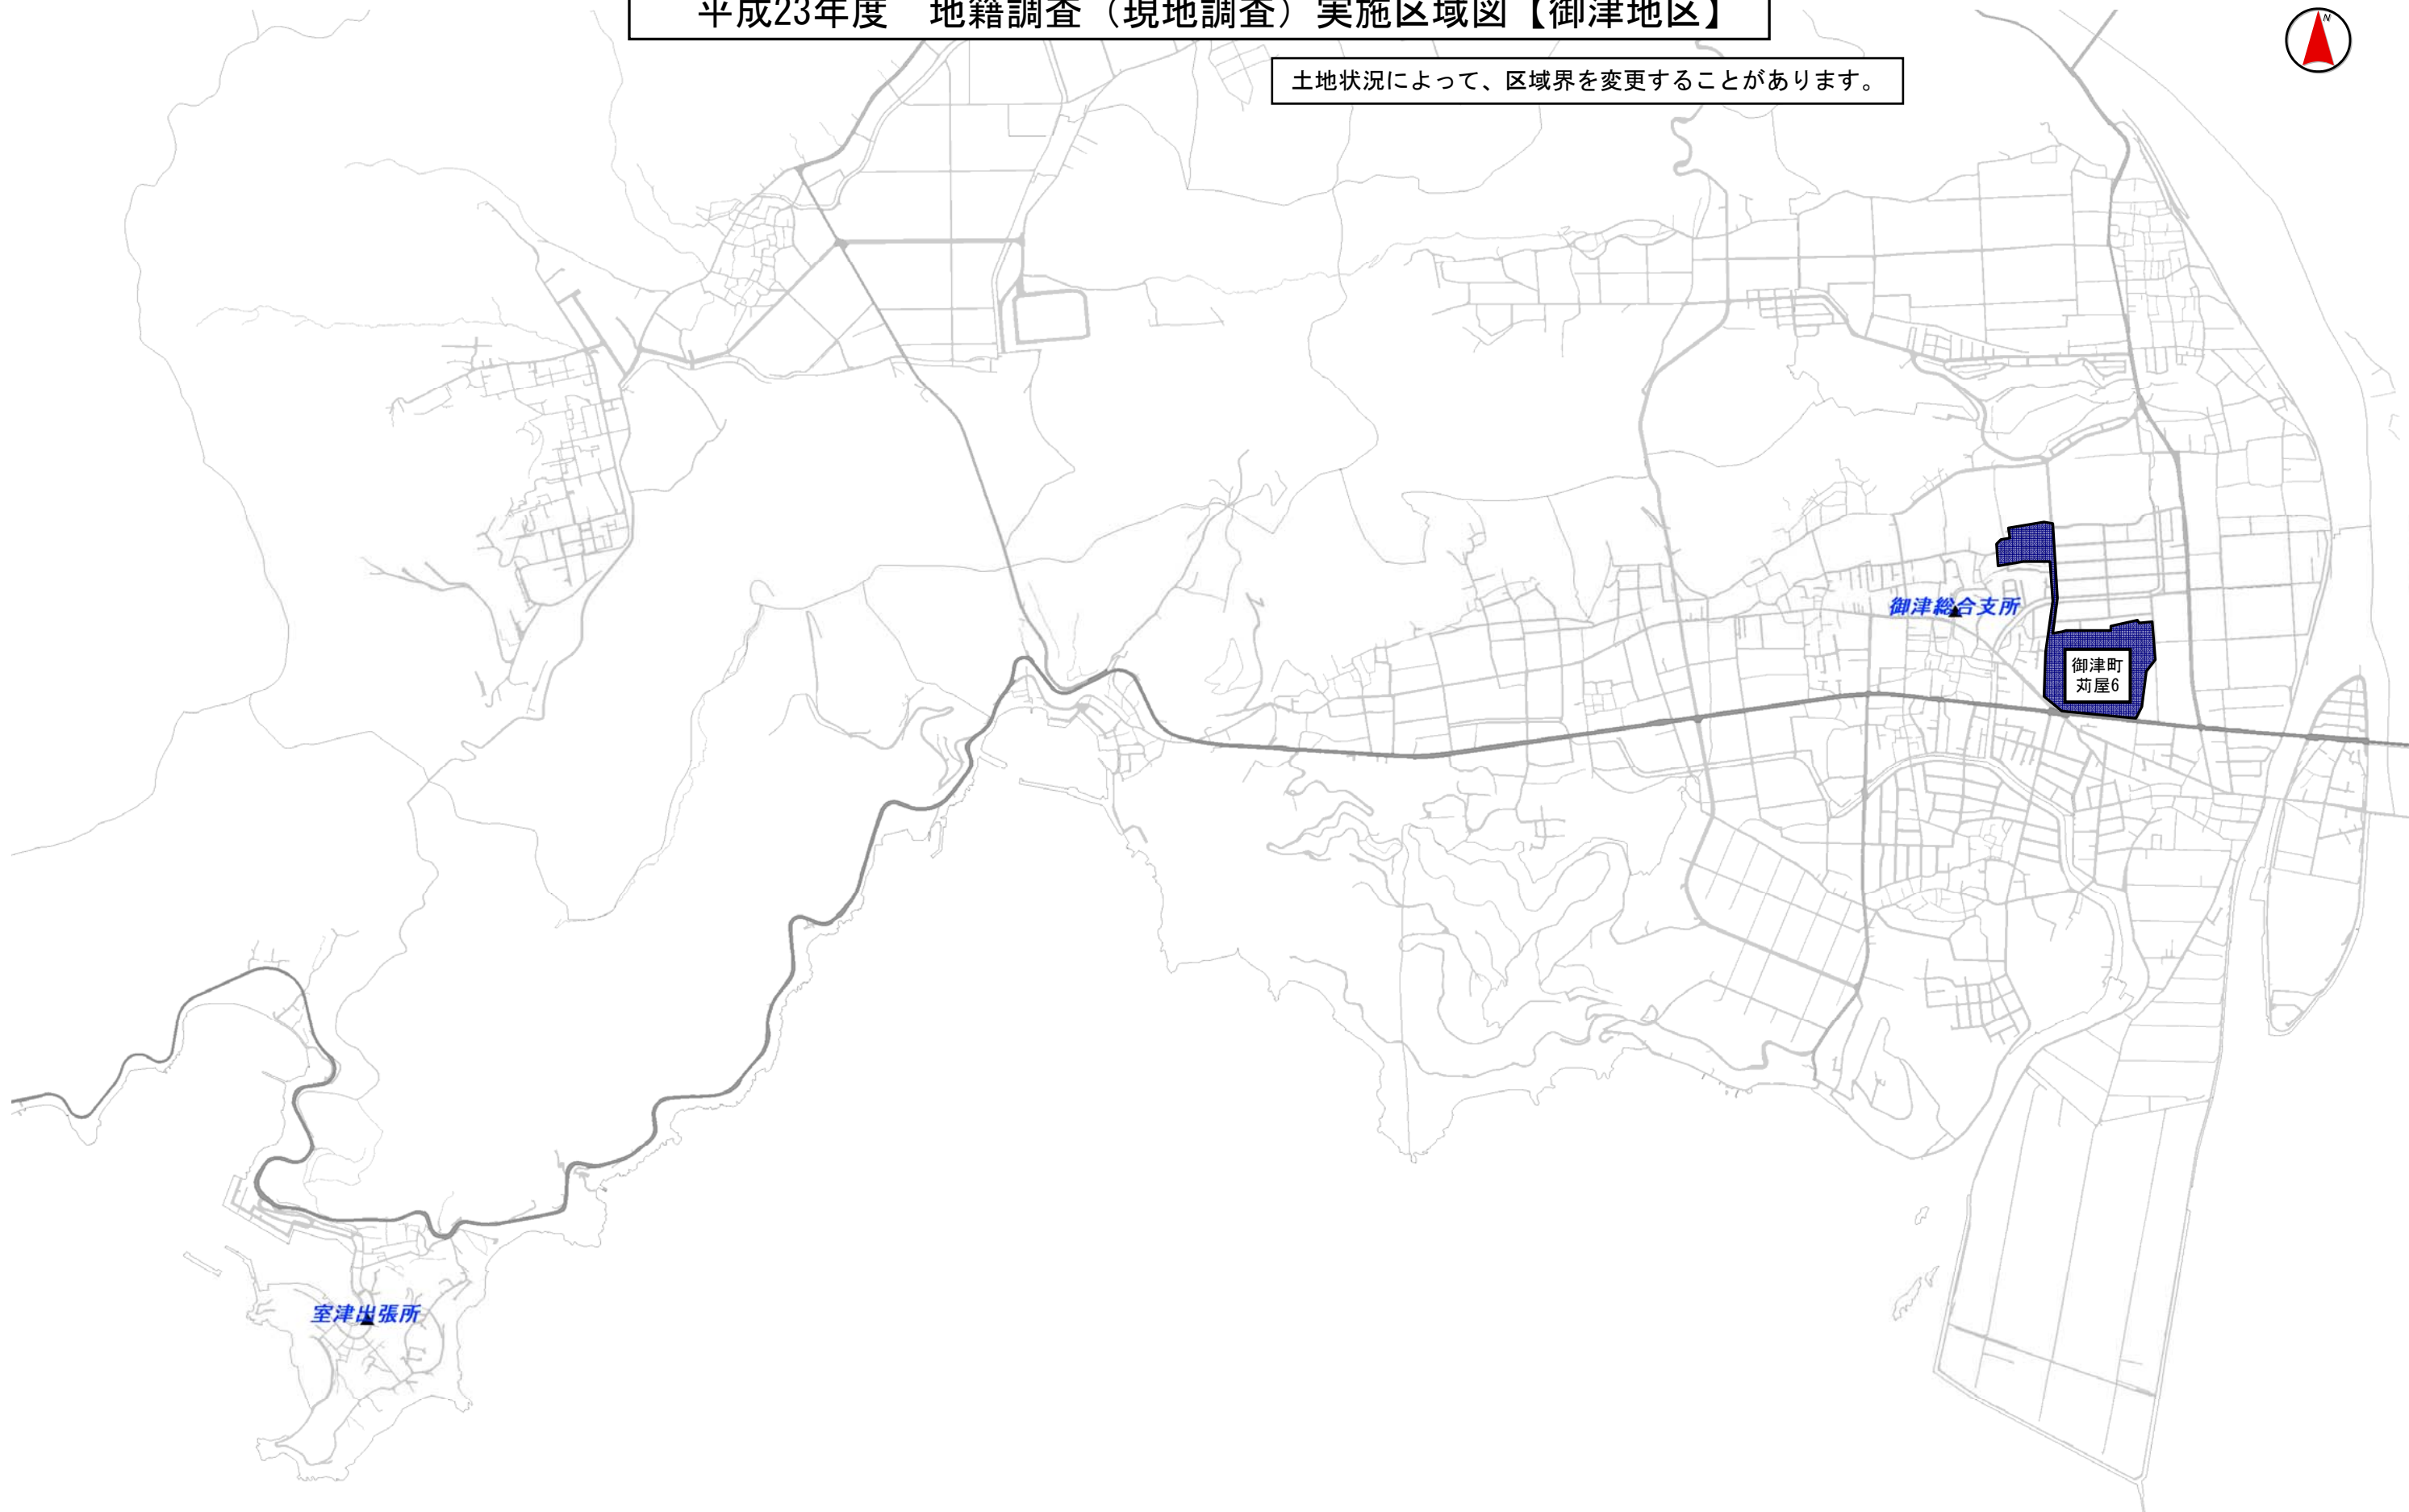 平成23年度　地籍調査（現地調査）実施区域図【御津地区】
土地状況によって、区域界を変更することがあります。
N
御津総合支所
御津町
苅屋6
室津出張所